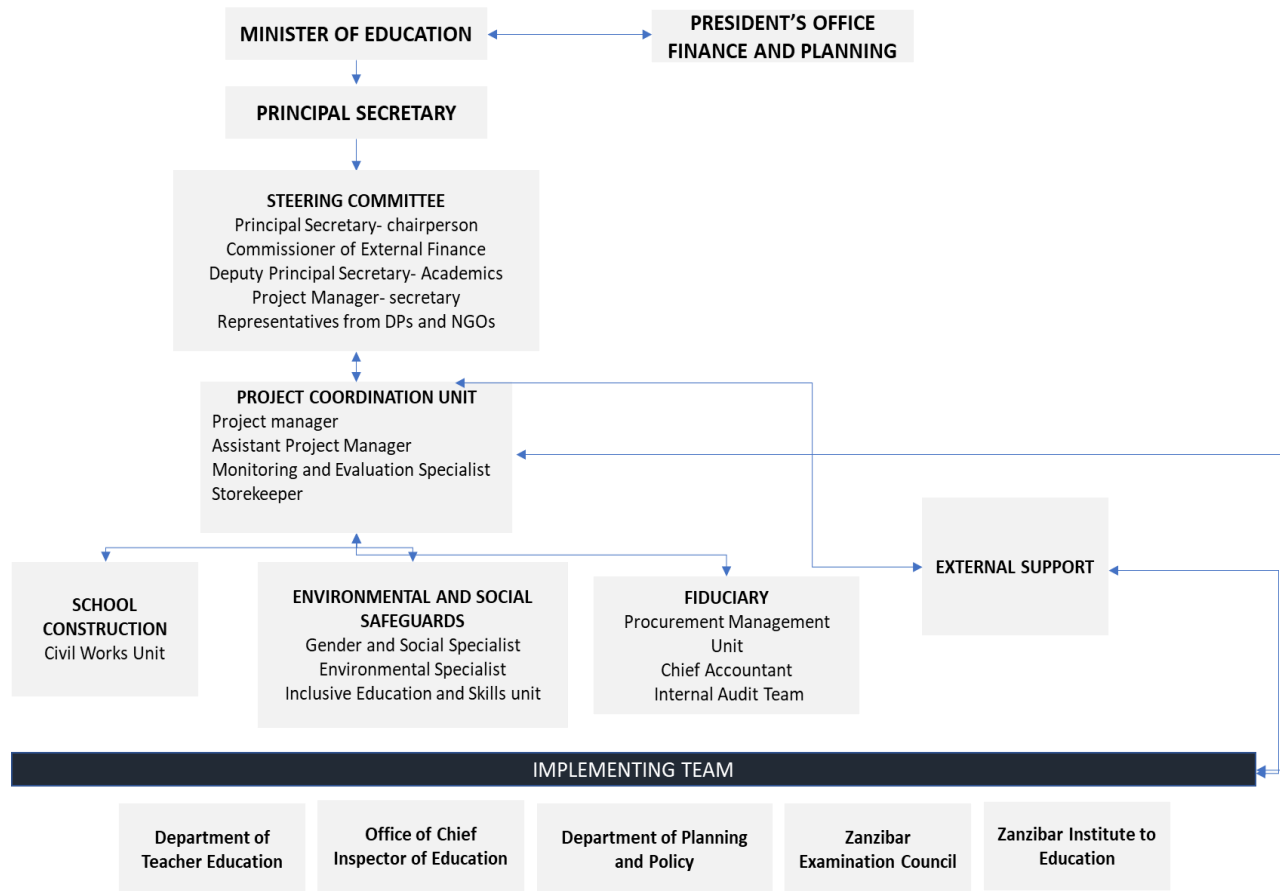 MINISTER OF EDUCATION
PRESIDENT'S OFFICE
FINANCE AND PLANNING
PRINCIPAL SECRETARY
STEERING COMMITTEE
Principal Secretary- chairperson
Commissioner of External Finance
Deputy Principal Secretary- Academics
Project Manager- secretary
Representatives from DPs and NGOs
PROJECT COORDINATION UNIT
Project manager
Assistant Project Manager
Monitoring and Evaluation Specialist
Storekeeper
SCHOOL
CONSTRUCTION
Civil Works Unit
ENVIRONMENTAL AND SOCIAL
SAFEGUARDS
Gender and Social Specialist
Environmental Specialist
Inclusive Education and Skills unit
FIDUCIARY
Procurement Management
Unit
Chief Accountant
Internal Audit Team
EXTERNAL SUPPORT
IMPLEMENTING TEAM
Department of
Teacher Education
Office of Chief
Inspector of Education
Department of Planning
and Policy
Zanzibar
Examination Council
Zanzibar Institute to
Education